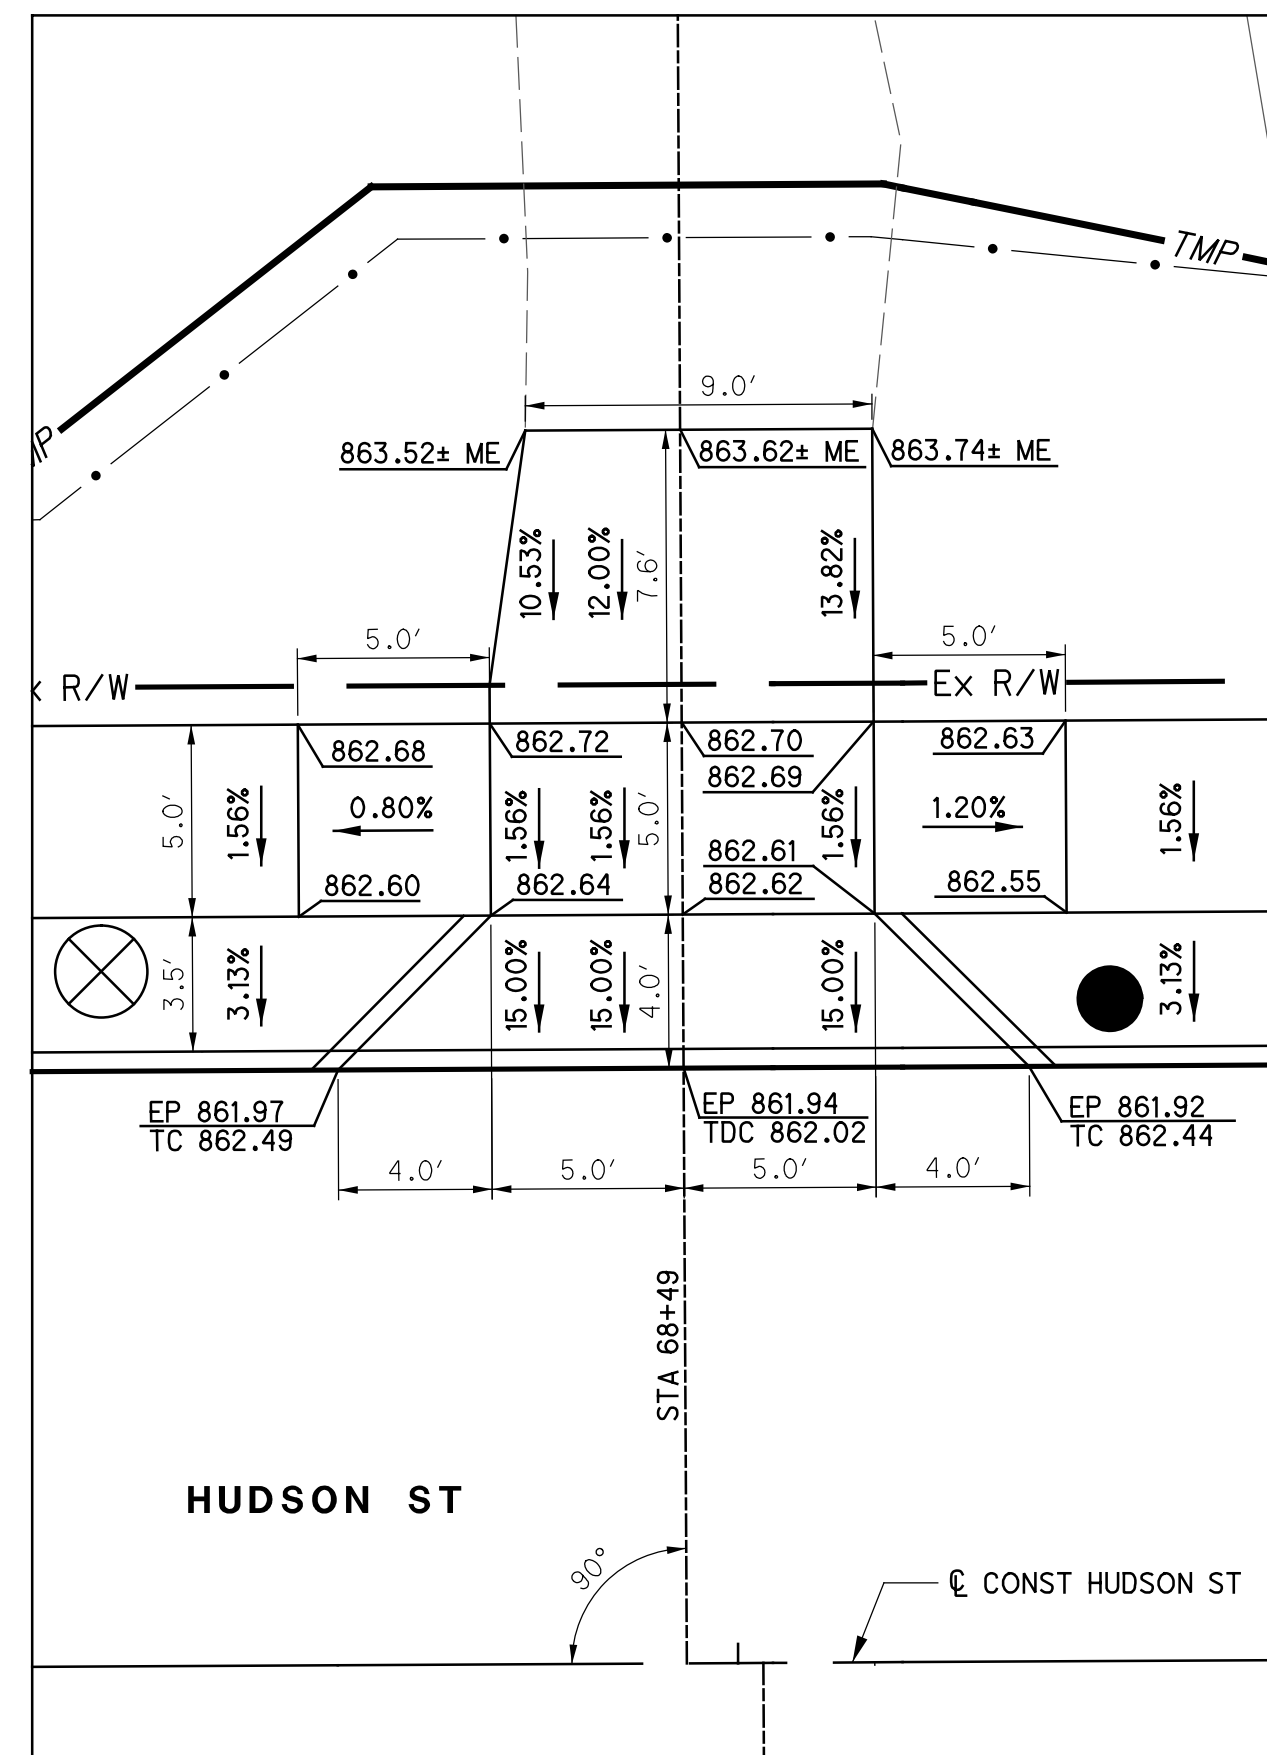 TMP
9.0′
863.52± ME
863.62± ME
863.74± ME
10.53%
12.00%
7.6′
13.82%
5.0′
5.0′
R/W
Ex R/W
862.68
862.72
862.70
862.63
862.69
5.0′
1.56%
0.80%
1.56%
1.56%
5.0′
1.56%
1.20%
1.56%
862.61
862.60
862.64
862.62
862.55
3.5′
3.13%
15.00%
15.00%
4.0′
15.00%
3.13%
EP 861.97
TC 862.49
EP 861.94
TDC 862.02
EP 861.92
TC 862.44
4.0′
5.0′
5.0′
4.0′
STA 68+49
HUDSON ST
90°
℄ CONST HUDSON ST